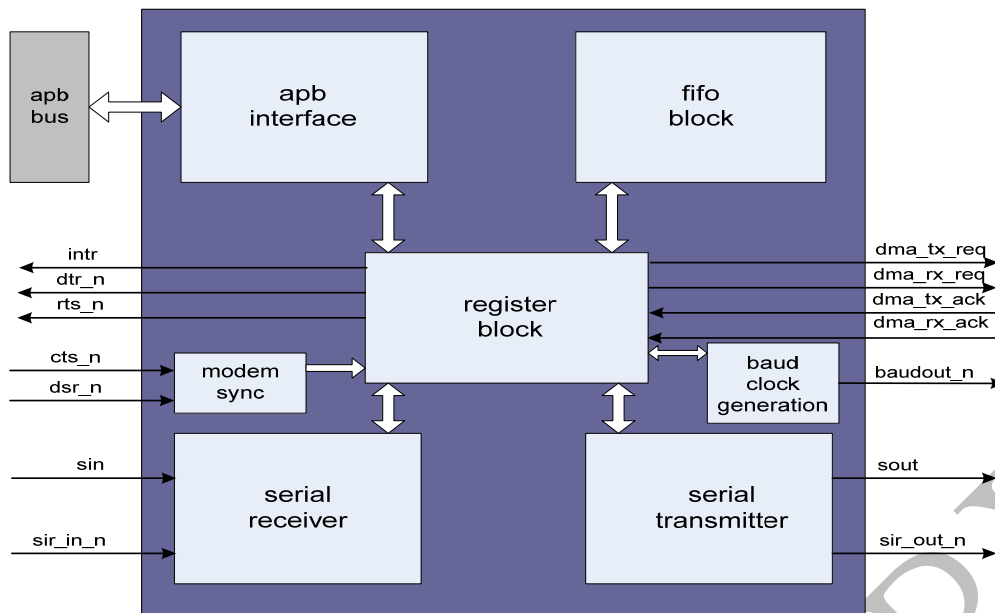 apb
bus
apb
interface
fifo
block
intr
dtr_n
rts_n
register
block
dma_tx_req
dma_rx_req
dma_tx_ack
dma_rx_ack
cts_n
dsr_n
modem
sync
baud
clock
generation
baudout_n
sin
sir_in_n
serial
receiver
serial
transmitter
sout
sir_out_n